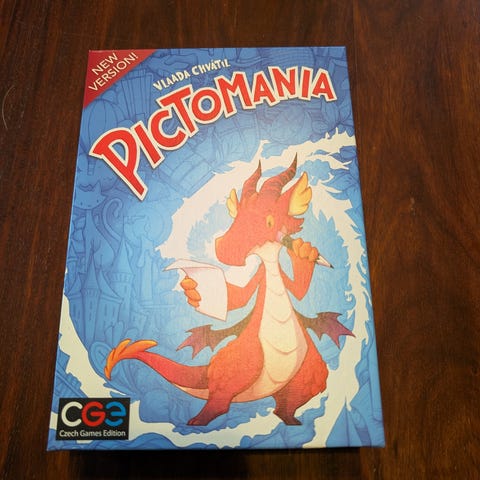 NEW
VERSION!
VLAADA CHVÁTIL
PICTOMANIA
CGE
Czech Games Edition